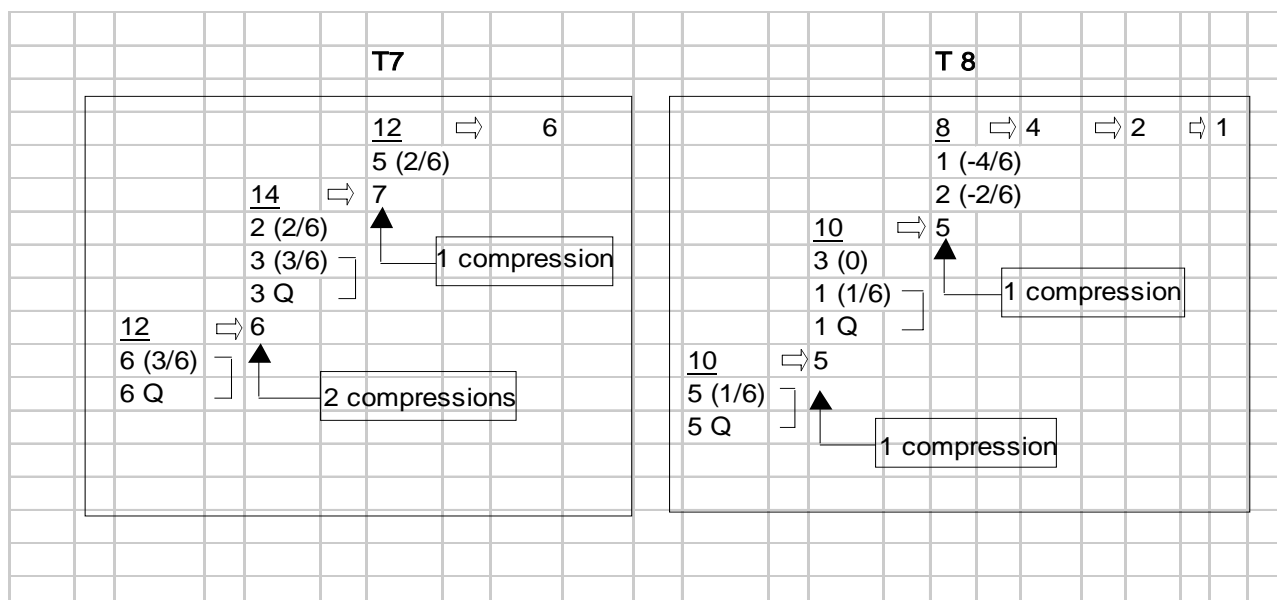 T7
12 ⇨ 6
5 (2/6)
14 ⇨ 7
2 (2/6)
3 (3/6)
1 compression
3 Q
12 ⇨ 6
6 (3/6)
6 Q
2 compressions
T 8
8 ⇨ 4 ⇨ 2 ⇨ 1
1 (-4/6)
2 (-2/6)
10 ⇨ 5
3 (0)
1 (1/6)
1 compression
1 Q
10 ⇨ 5
5 (1/6)
5 Q
1 compression